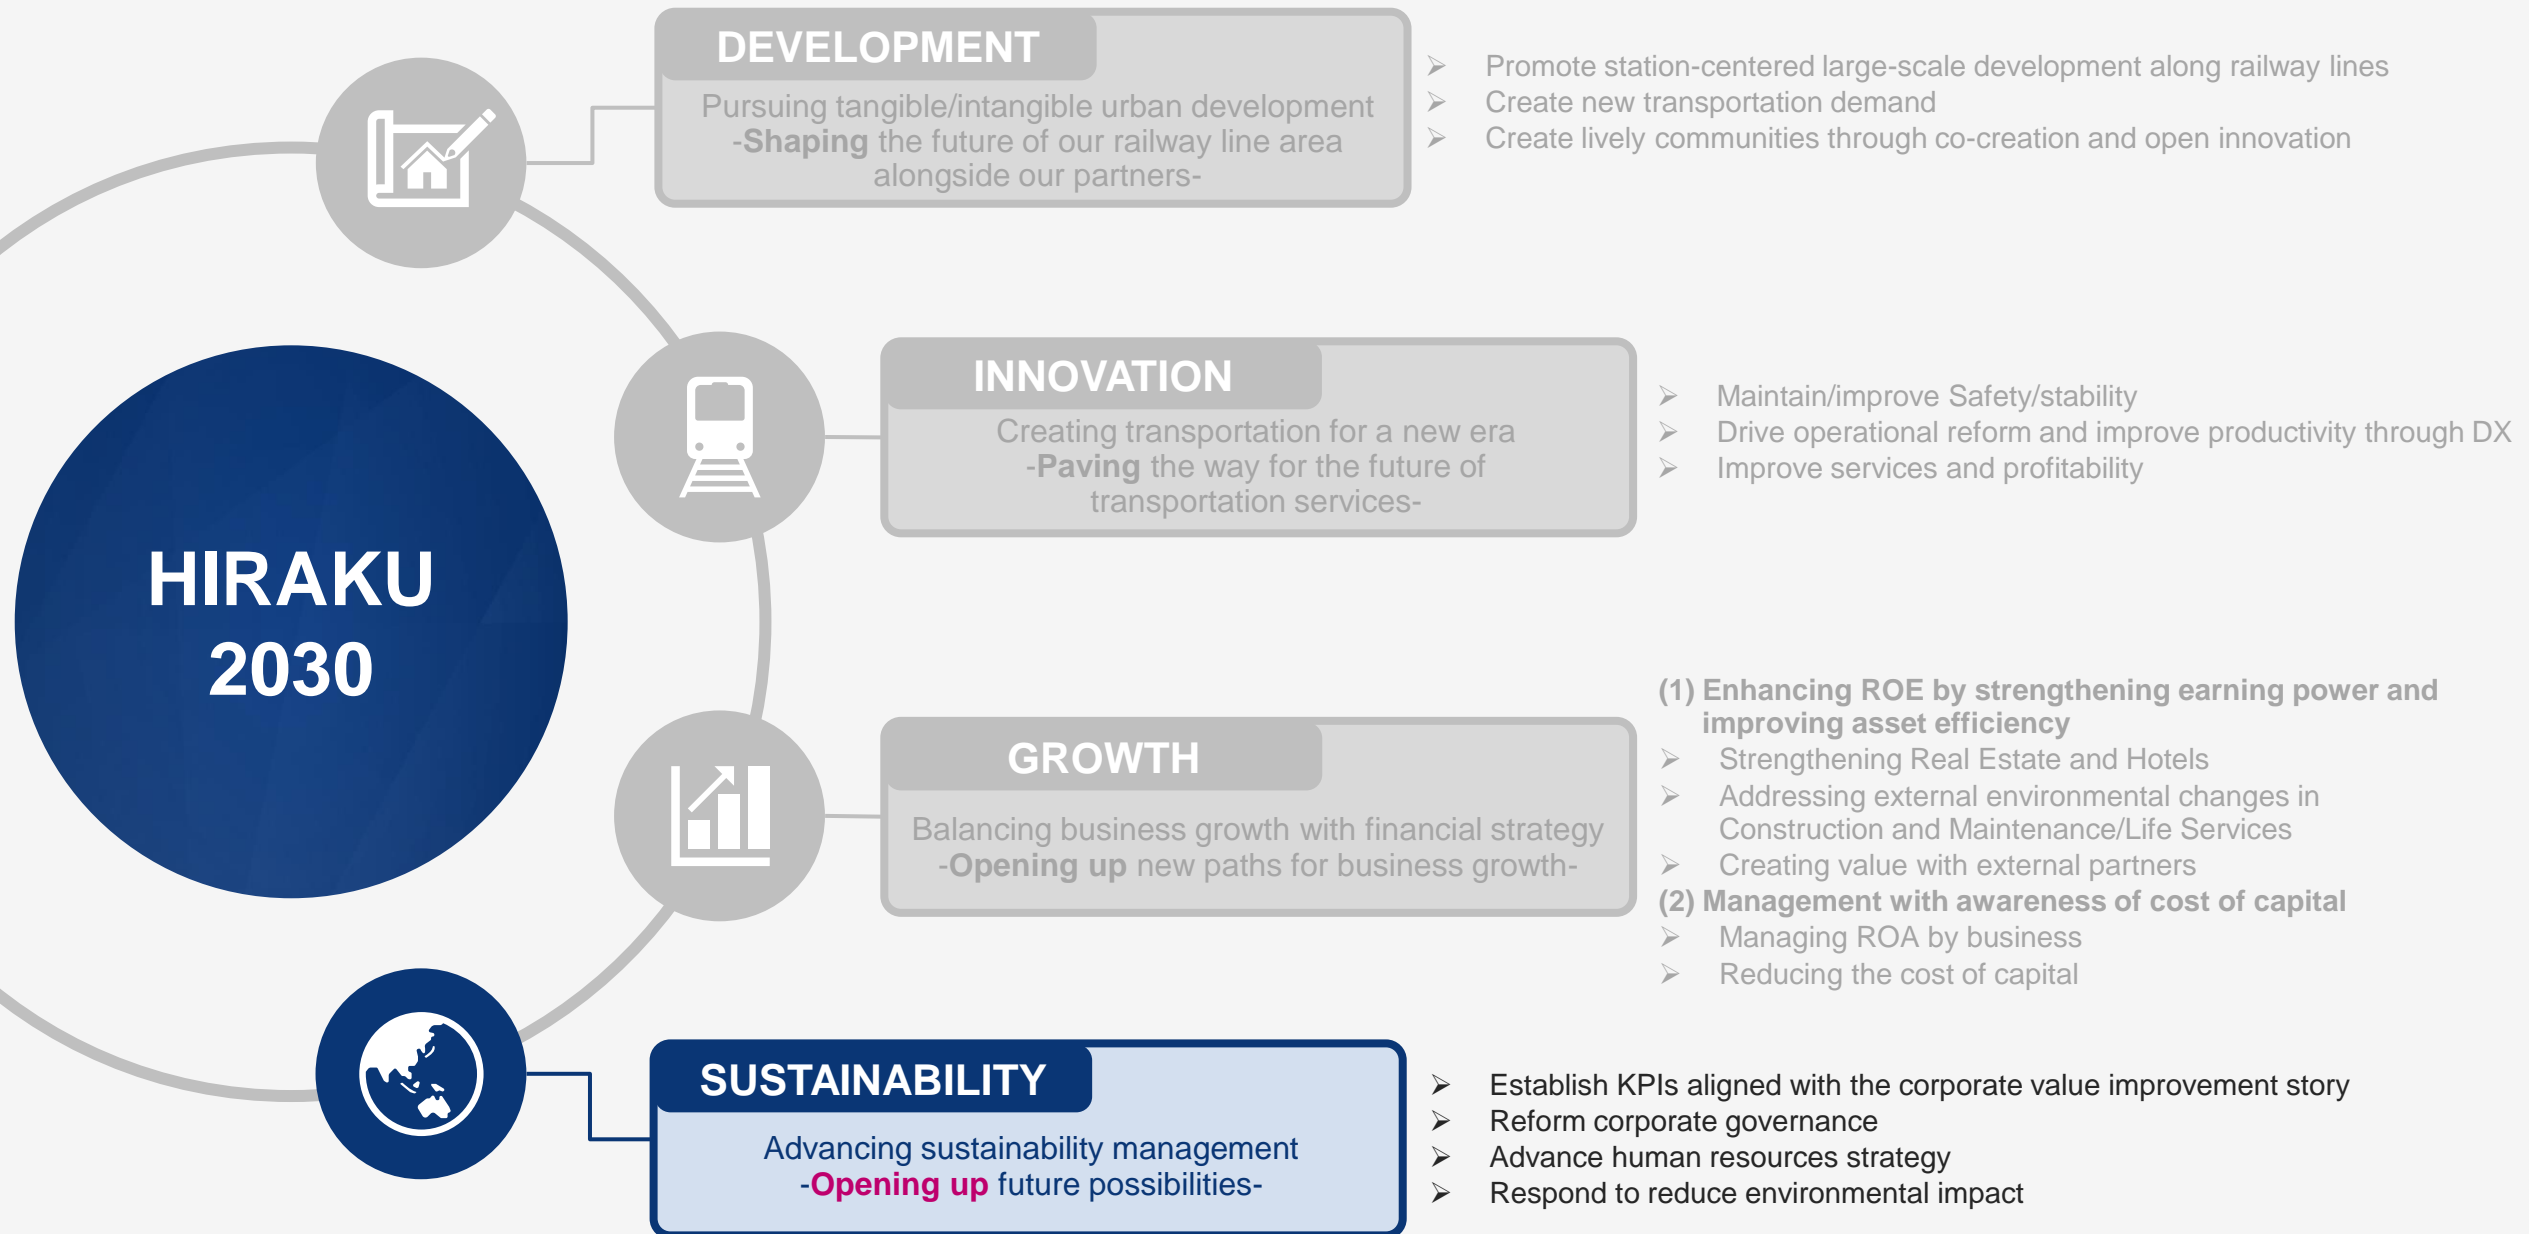 DEVELOPMENT
Pursuing tangible/intangible urban development
-Shaping the future of our railway line area
alongside our partners-
➢ Promote station-centered large-scale development along railway lines
➢ Create new transportation demand
➢ Create lively communities through co-creation and open innovation
INNOVATION
Creating transportation for a new era
-Paving the way for the future of
transportation services-
➢ Maintain/improve Safety/stability
➢ Drive operational reform and improve productivity through DX
➢ Improve services and profitability
HIRAKU
2030
GROWTH
Balancing business growth with financial strategy
-Opening up new paths for business growth-
(1) Enhancing ROE by strengthening earning power and
improving asset efficiency
➢ Strengthening Real Estate and Hotels
➢ Addressing external environmental changes in
Construction and Maintenance/Life Services
➢ Creating value with external partners
(2) Management with awareness of cost of capital
➢ Managing ROA by business
➢ Reducing the cost of capital
SUSTAINABILITY
Advancing sustainability management
-Opening up future possibilities-
➢ Establish KPIs aligned with the corporate value improvement story
➢ Reform corporate governance
➢ Advance human resources strategy
➢ Respond to reduce environmental impact